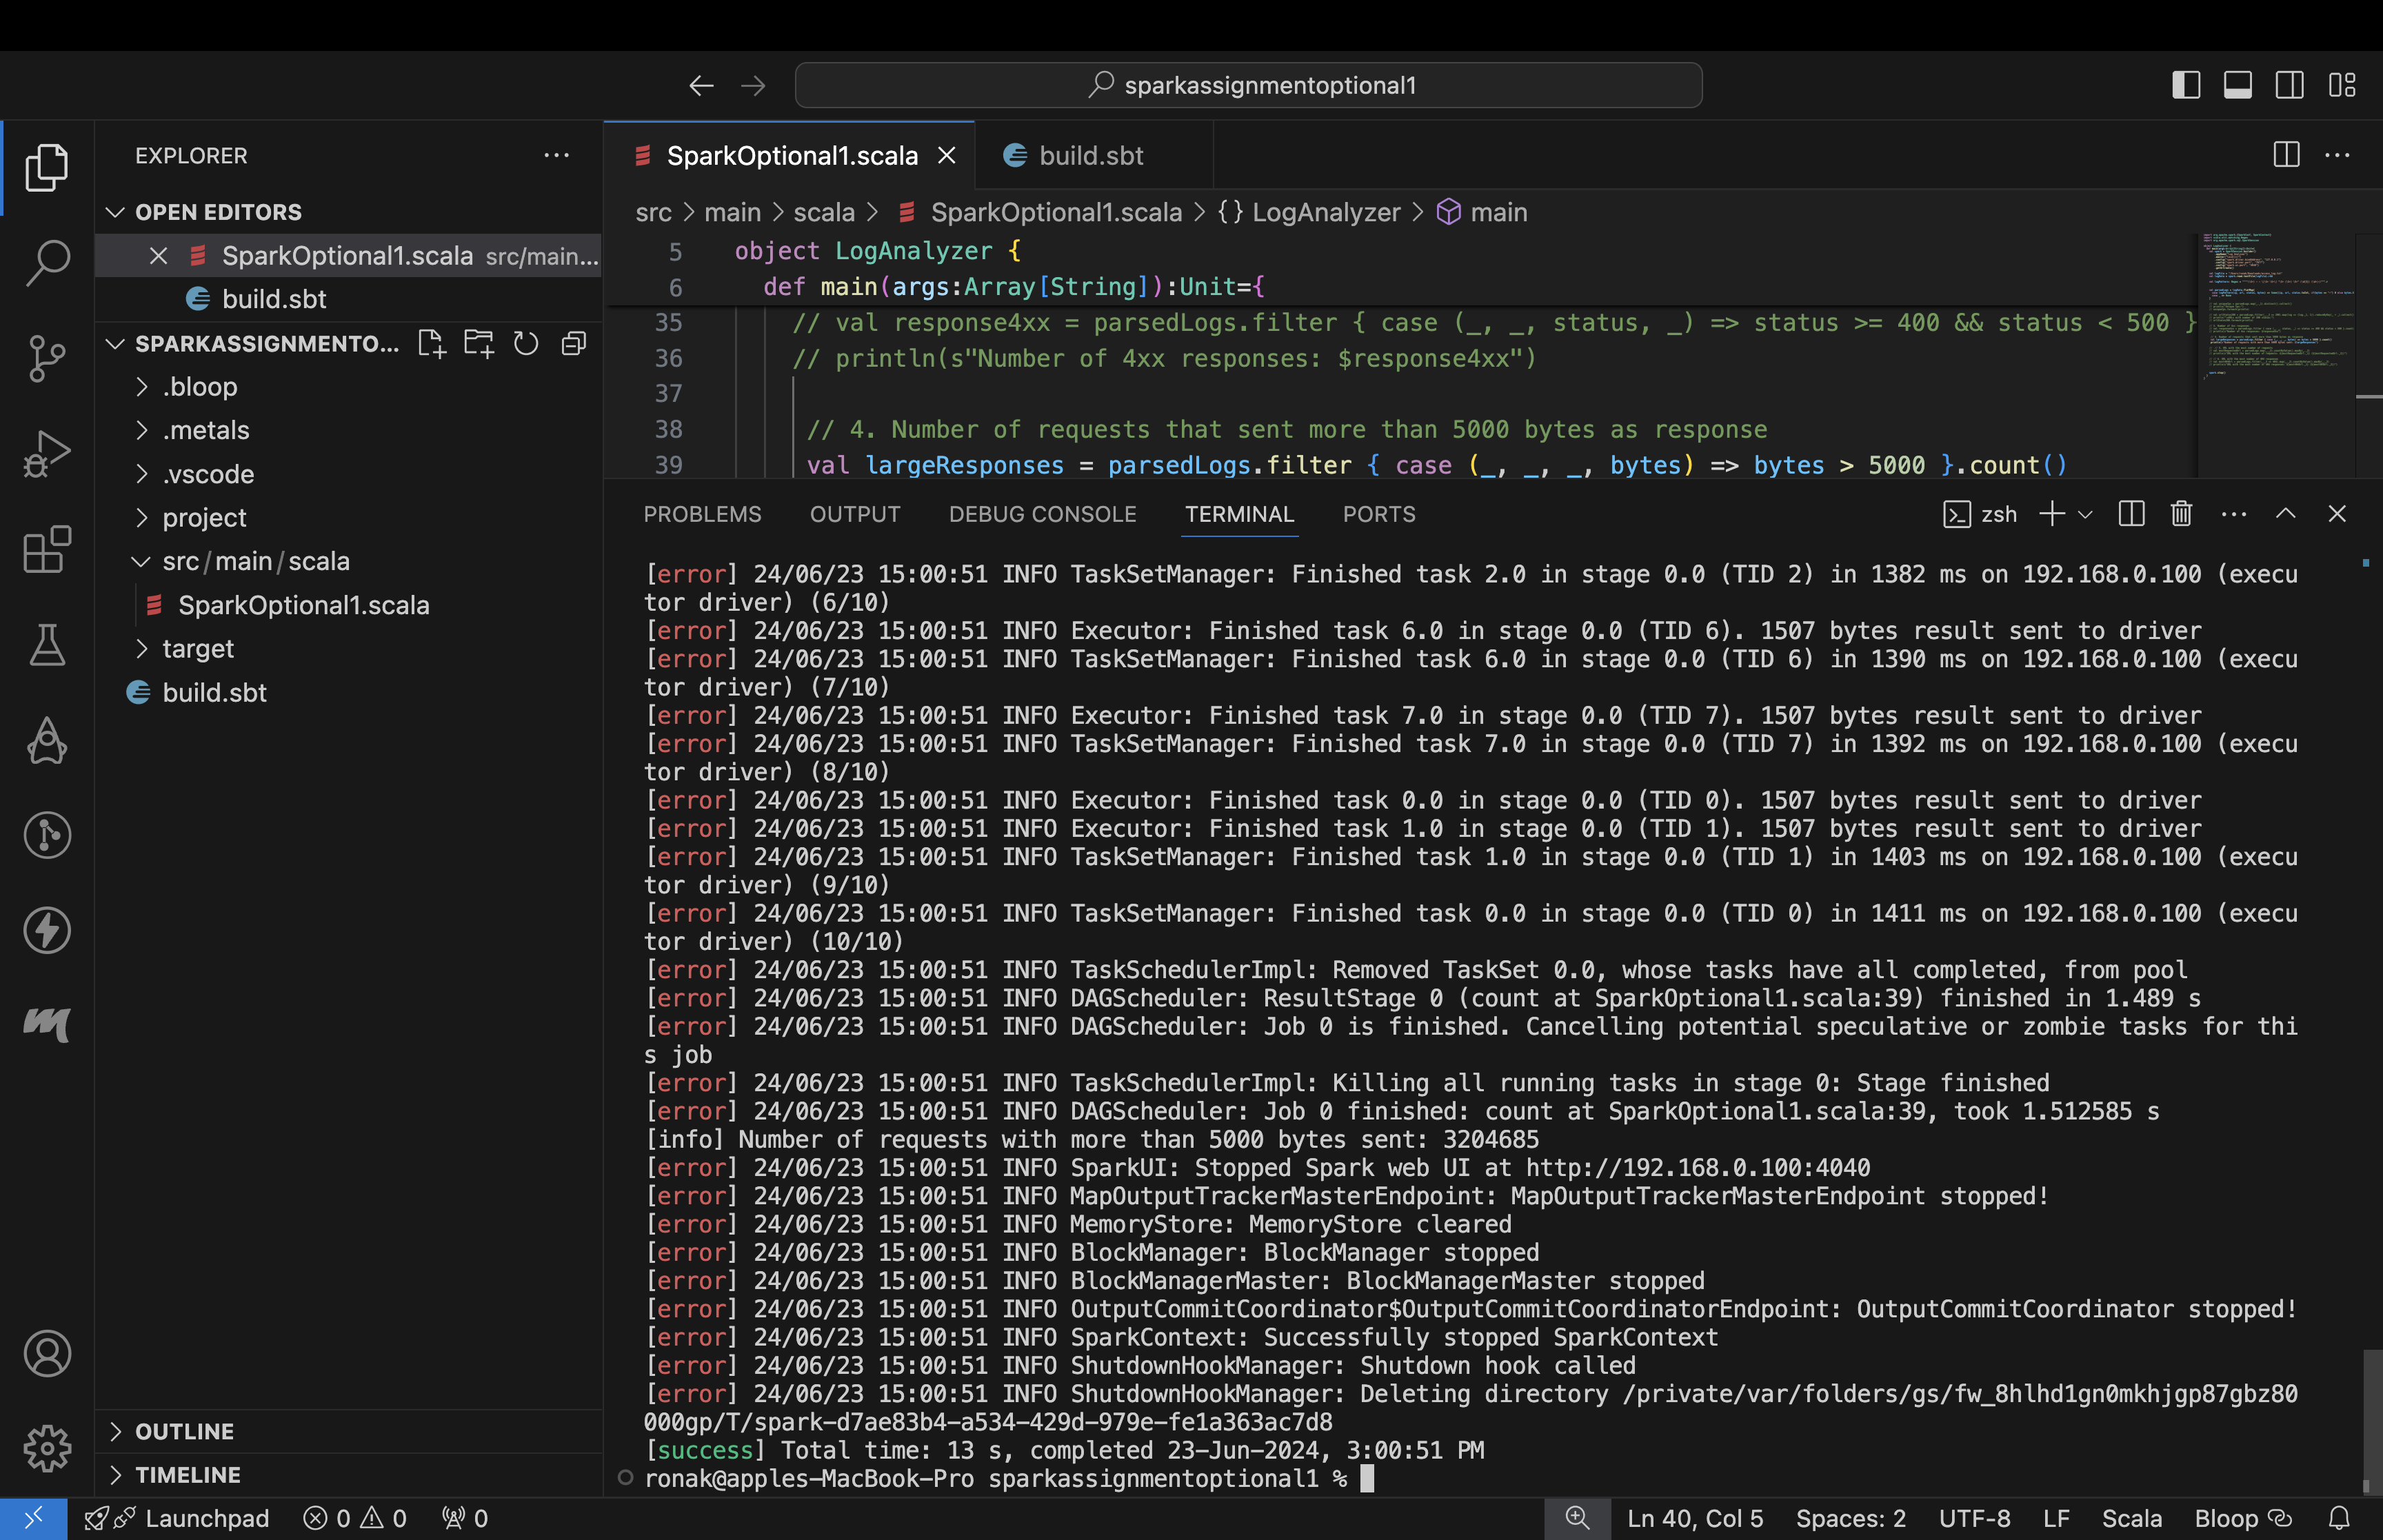 sparkassignmentoptional1
EXPLORER
OPEN EDITORS
SparkOptional1.scala src/main...
build.sbt
SPARKASSIGNMENTO...
.bloop
.metals
.vscode
project
src/main/scala
SparkOptional1.scala
target
build.sbt
OUTLINE
TIMELINE
SparkOptional1.scala
build.sbt
src > main > scala > SparkOptional1.scala > {} LogAnalyzer > main
5 object LogAnalyzer {
6 def main(args:Array[String]):Unit={
35 // val response4xx = parsedLogs.filter { case (_, _, status, _) => status >= 400 && status < 500 }
36 // println(s"Number of 4xx responses: $response4xx")
37
38 // 4. Number of requests that sent more than 5000 bytes as response
39 val largeResponses = parsedLogs.filter { case (_, _, _, bytes) => bytes > 5000 }.count()
PROBLEMS OUTPUT DEBUG CONSOLE TERMINAL PORTS
zsh
[error] 24/06/23 15:00:51 INFO TaskSetManager: Finished task 2.0 in stage 0.0 (TID 2) in 1382 ms on 192.168.0.100 (execu
tor driver) (6/10)
[error] 24/06/23 15:00:51 INFO Executor: Finished task 6.0 in stage 0.0 (TID 6). 1507 bytes result sent to driver
[error] 24/06/23 15:00:51 INFO TaskSetManager: Finished task 6.0 in stage 0.0 (TID 6) in 1390 ms on 192.168.0.100 (execu
tor driver) (7/10)
[error] 24/06/23 15:00:51 INFO Executor: Finished task 7.0 in stage 0.0 (TID 7). 1507 bytes result sent to driver
[error] 24/06/23 15:00:51 INFO TaskSetManager: Finished task 7.0 in stage 0.0 (TID 7) in 1392 ms on 192.168.0.100 (execu
tor driver) (8/10)
[error] 24/06/23 15:00:51 INFO Executor: Finished task 0.0 in stage 0.0 (TID 0). 1507 bytes result sent to driver
[error] 24/06/23 15:00:51 INFO Executor: Finished task 1.0 in stage 0.0 (TID 1). 1507 bytes result sent to driver
[error] 24/06/23 15:00:51 INFO TaskSetManager: Finished task 1.0 in stage 0.0 (TID 1) in 1403 ms on 192.168.0.100 (execu
tor driver) (9/10)
[error] 24/06/23 15:00:51 INFO TaskSetManager: Finished task 0.0 in stage 0.0 (TID 0) in 1411 ms on 192.168.0.100 (execu
tor driver) (10/10)
[error] 24/06/23 15:00:51 INFO TaskSchedulerImpl: Removed TaskSet 0.0, whose tasks have all completed, from pool
[error] 24/06/23 15:00:51 INFO DAGScheduler: ResultStage 0 (count at SparkOptional1.scala:39) finished in 1.489 s
[error] 24/06/23 15:00:51 INFO DAGScheduler: Job 0 is finished. Cancelling potential speculative or zombie tasks for thi
s job
[error] 24/06/23 15:00:51 INFO TaskSchedulerImpl: Killing all running tasks in stage 0: Stage finished
[error] 24/06/23 15:00:51 INFO DAGScheduler: Job 0 finished: count at SparkOptional1.scala:39, took 1.512585 s
[info] Number of requests with more than 5000 bytes sent: 3204685
[error] 24/06/23 15:00:51 INFO SparkUI: Stopped Spark web UI at http://192.168.0.100:4040
[error] 24/06/23 15:00:51 INFO MapOutputTrackerMasterEndpoint: MapOutputTrackerMasterEndpoint stopped!
[error] 24/06/23 15:00:51 INFO MemoryStore: MemoryStore cleared
[error] 24/06/23 15:00:51 INFO BlockManager: BlockManager stopped
[error] 24/06/23 15:00:51 INFO BlockManagerMaster: BlockManagerMaster stopped
[error] 24/06/23 15:00:51 INFO OutputCommitCoordinator$OutputCommitCoordinatorEndpoint: OutputCommitCoordinator stopped!
[error] 24/06/23 15:00:51 INFO SparkContext: Successfully stopped SparkContext
[error] 24/06/23 15:00:51 INFO ShutdownHookManager: Shutdown hook called
[error] 24/06/23 15:00:51 INFO ShutdownHookManager: Deleting directory /private/var/folders/gs/fw_8hlhd1gn0mkhjgp87gbz80
000gp/T/spark-d7ae83b4-a534-429d-979e-fe1a363ac7d8
[success] Total time: 13 s, completed 23-Jun-2024, 3:00:51 PM
ronak@apples-MacBook-Pro sparkassignmentoptional1 %
Launchpad 0 0 0
Ln 40, Col 5 Spaces: 2 UTF-8 LF Scala Bloop